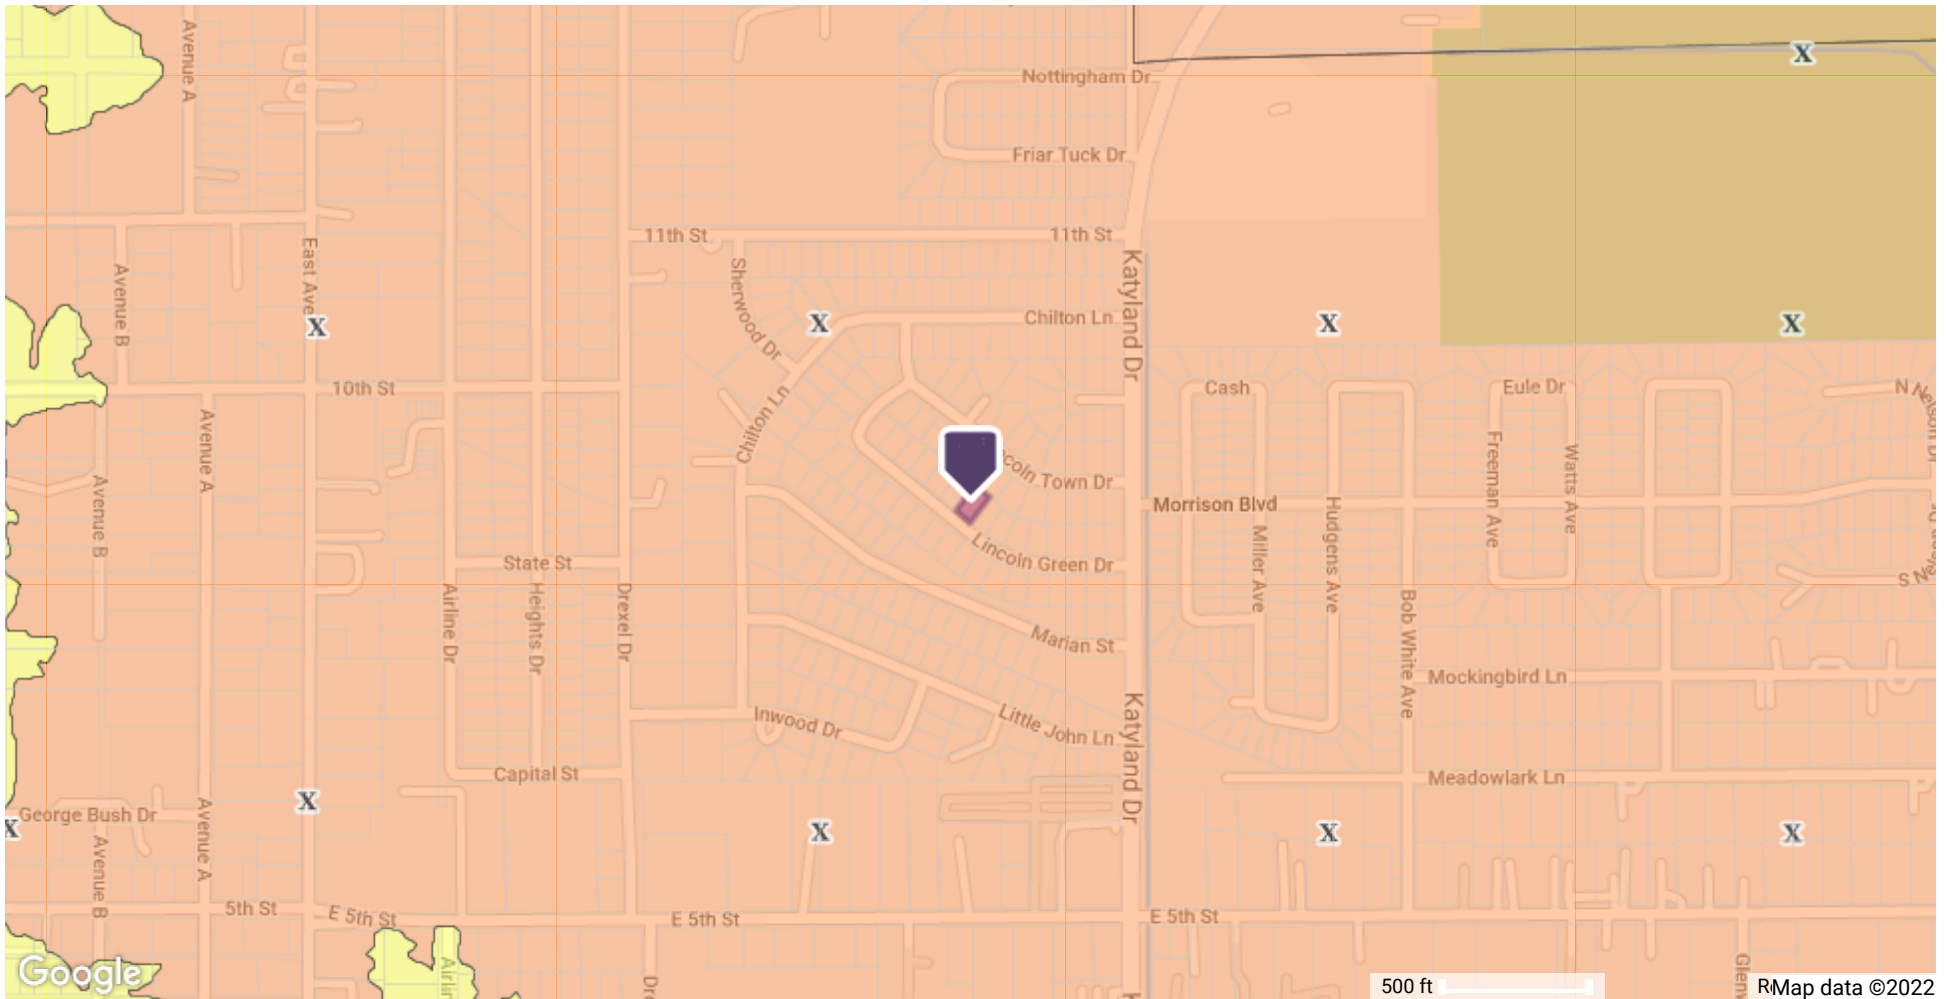 Avenue A
Nottingham Dr
X
Friar Tuck Dr
11th St
11th St
East Ave
Avenue B
Sherwood Dr
Katyland Dr
X
X
Chilton Ln
X
X
10th St
Cash
Eule Dr
Avenue A
Chilton Ln
coln Town Dr
Freeman Ave
Watts Ave
Avenue B
Morrison Blvd
Hudgens Ave
Miller Ave
State St
Lincoln Green Dr
Airline Dr
Heights Dr
Drexel Dr
Bob White Ave
Marian St
Mockingbird Ln
Katyland Dr
Inwood Dr
Little John Ln
Capital St
Meadowlark Ln
X
George Bush Dr
X
Avenue A
X
X
X
Avenue B
5th St
E 5th St
E 5th St
E 5th St
Google
500 ft
Map data ©2022